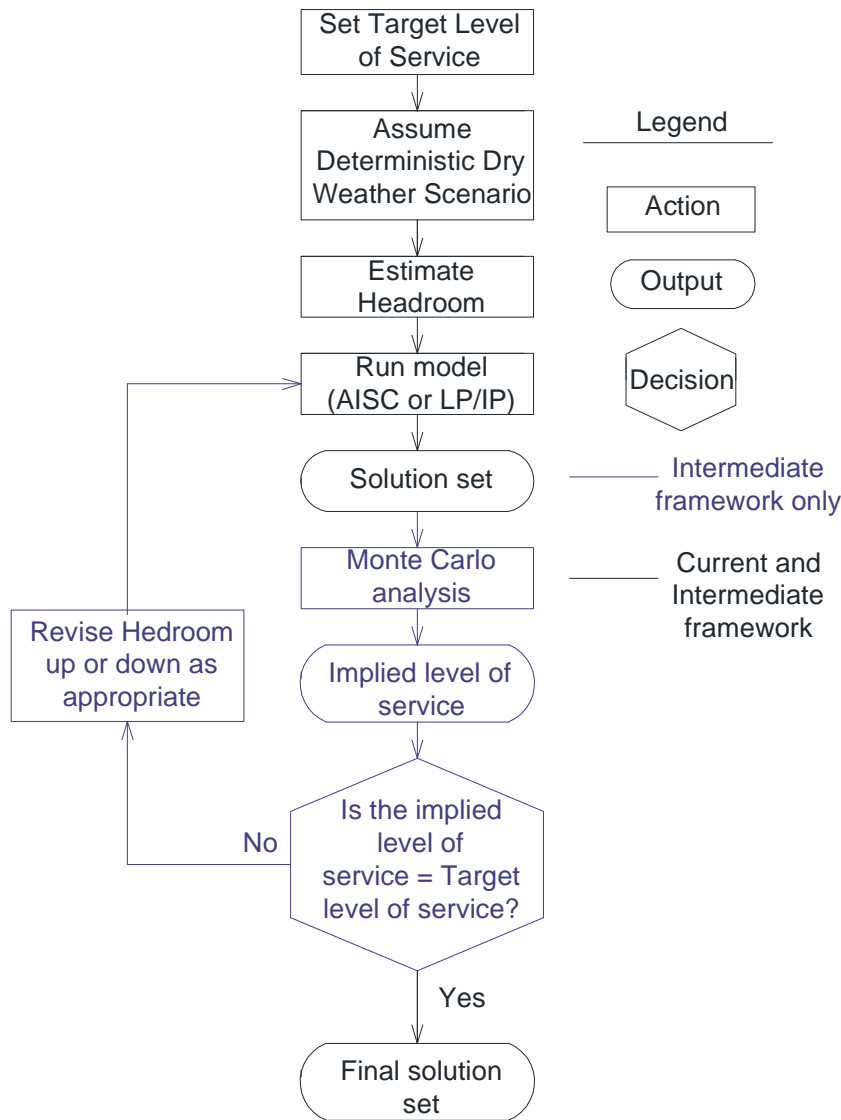 Set Target Level
of Service
Assume
Deterministic Dry
Weather Scenario
Estimate
Headroom
Run model
(AISC or LP/IP)
Solution set
Monte Carlo
analysis
Implied level of
service
Revise Hedroom
up or down as
appropriate
No
Is the implied
level of
service = Target
level of service?
Yes
Final solution
set
Legend
Action
Output
Decision
Intermediate
framework only
Current and
Intermediate
framework